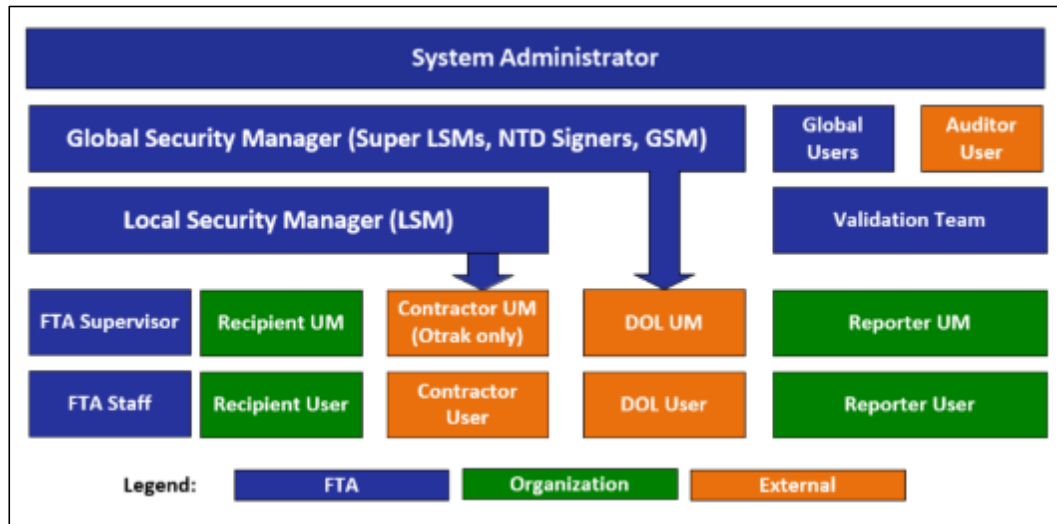 System Administrator
Global Security Manager (Super LSMs, NTD Signers, GSM)
Global
Users
Auditor
User
Local Security Manager (LSM)
Validation Team
FTA Supervisor
Recipient UM
Contractor UM
(Otrak only)
DOL UM
Reporter UM
FTA Staff
Recipient User
Contractor
User
DOL User
Reporter User
Legend:
FTA
Organization
External